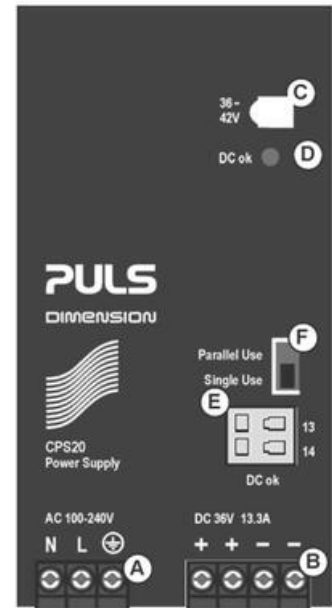 C
36-
42V
DC ok D
PULS
DIMENSION
F
Parallel Use
Single Use
E
13
14
CPS20
Power Supply
DC ok
AC 100-240V DC 36V 13.3A
N L + + - -
A B